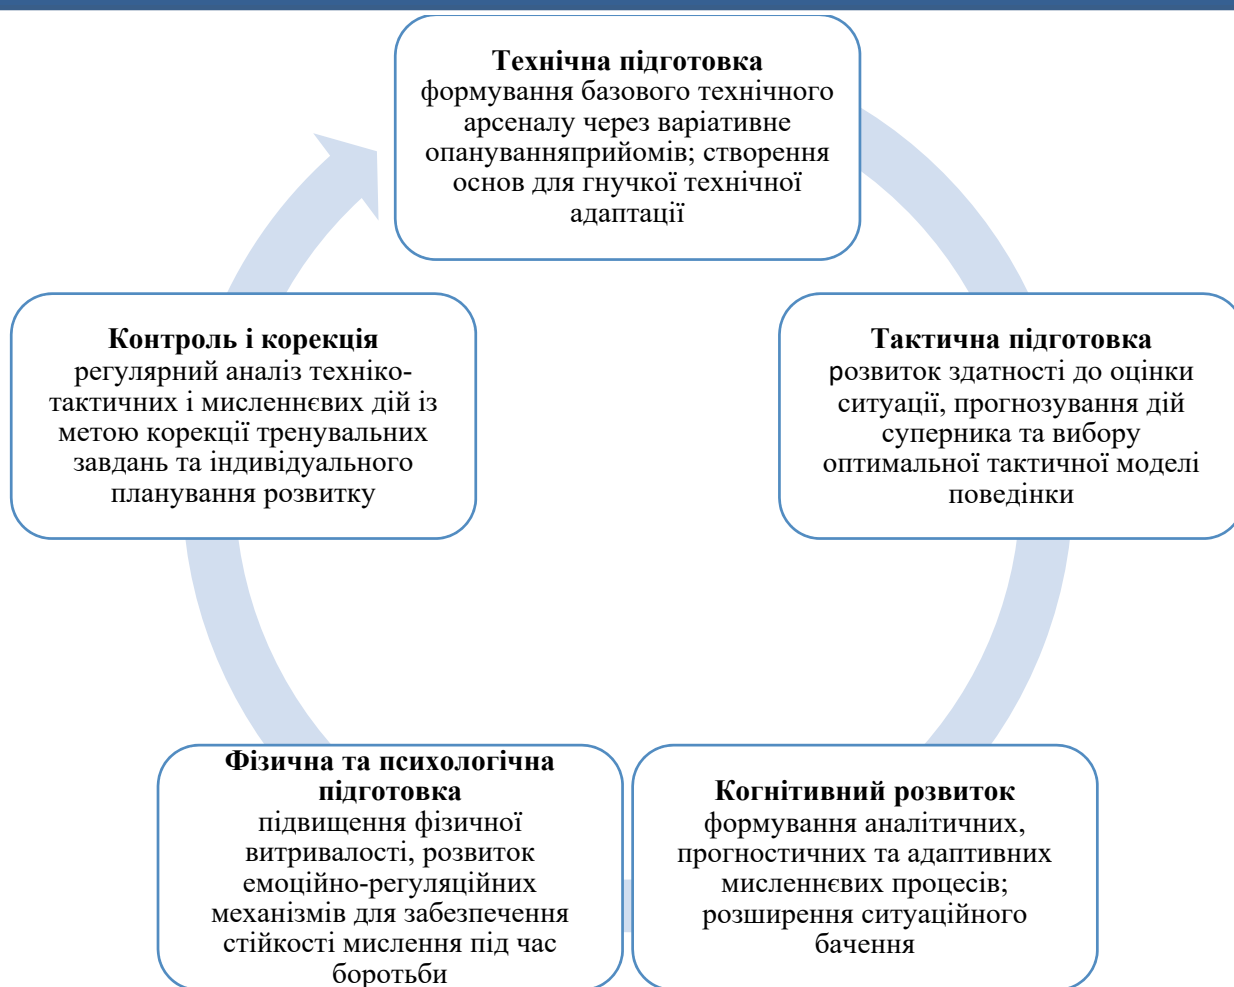 Технічна підготовка
формування базового технічного
арсеналу через варіативне
опануванняприйомів; створення
основ для гнучкої технічної
адаптації
Тактична підготовка
розвиток здатності до оцінки
ситуації, прогнозування дій
суперника та вибору
оптимальної тактичної моделі
поведінки
Когнітивний розвиток
формування аналітичних,
прогностичних та адаптивних
мисленнєвих процесів;
розширення ситуаційного
бачення
Фізична та психологічна
підготовка
підвищення фізичної
витривалості, розвиток
емоційно-регуляційних
механізмів для забезпечення
стійкості мислення під час
боротьби
Контроль і корекція
регулярний аналіз техніко-
тактичних і мисленнєвих дій із
метою корекції тренувальних
завдань та індивідуального
планування розвитку